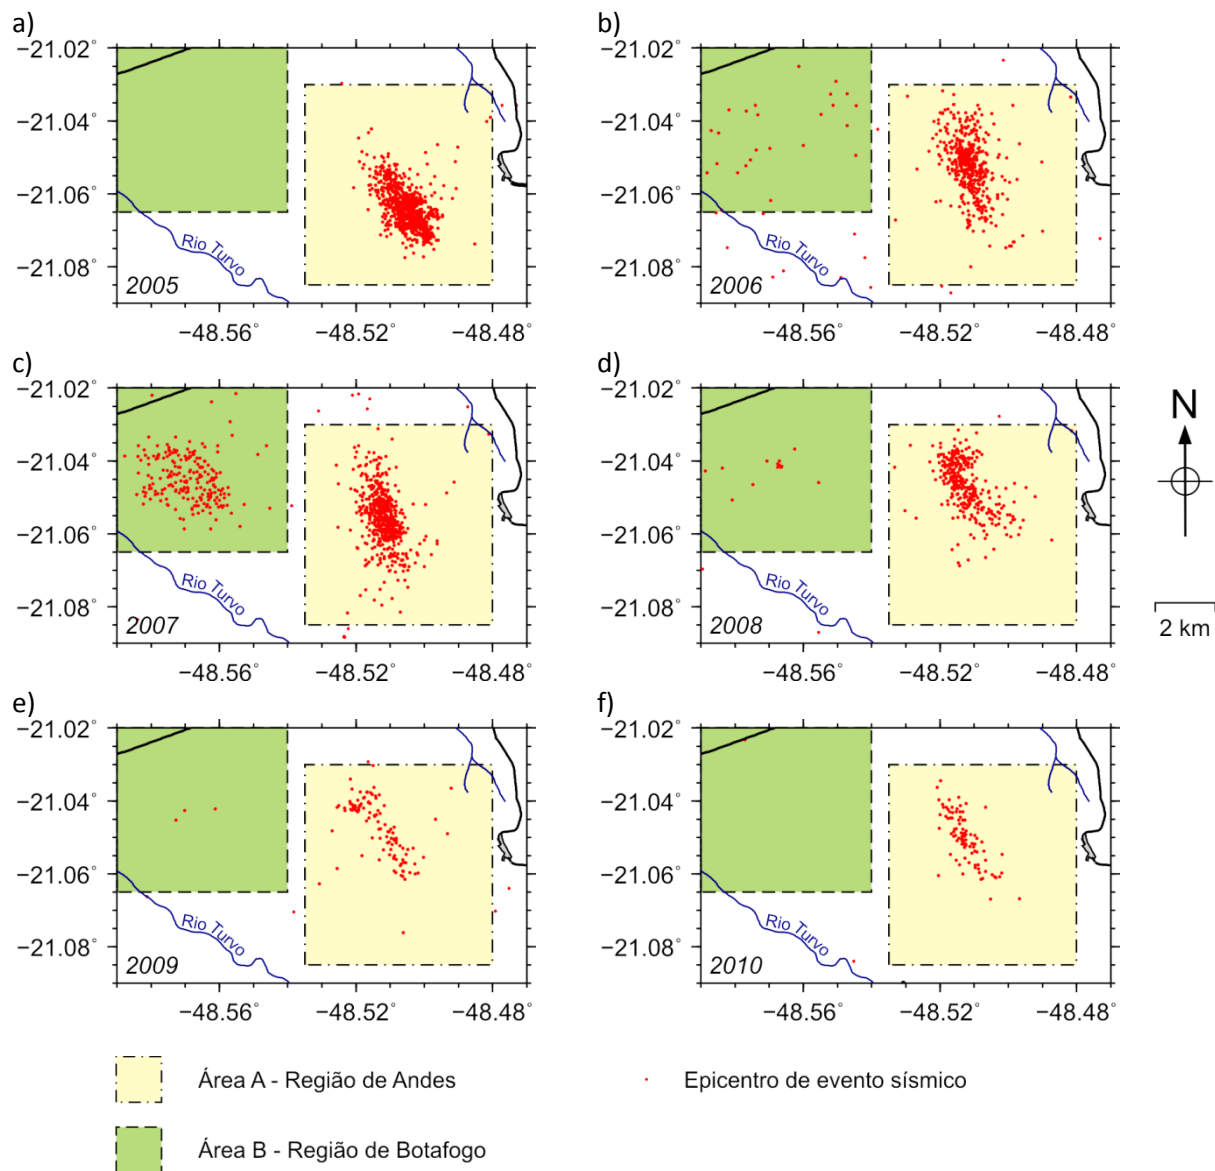 a)
b)
−21.02°
−21.04°
−21.06°
−21.08°
Rio Turvo
2005
−48.56°
−48.52°
−48.48°
−21.02°
−21.04°
−21.06°
−21.08°
Rio Turvo
2006
−48.56°
−48.52°
−48.48°
c)
d)
−21.02°
−21.04°
−21.06°
−21.08°
Rio Turvo
2007
−48.56°
−48.52°
−48.48°
−21.02°
−21.04°
−21.06°
−21.08°
Rio Turvo
2008
−48.56°
−48.52°
−48.48°
N
2 km
e)
f)
−21.02°
−21.04°
−21.06°
−21.08°
Rio Turvo
2009
−48.56°
−48.52°
−48.48°
−21.02°
−21.04°
−21.06°
−21.08°
Rio Turvo
2010
−48.56°
−48.52°
−48.48°
Área A - Região de Andes
Epicentro de evento sísmico
Área B - Região de Botafogo